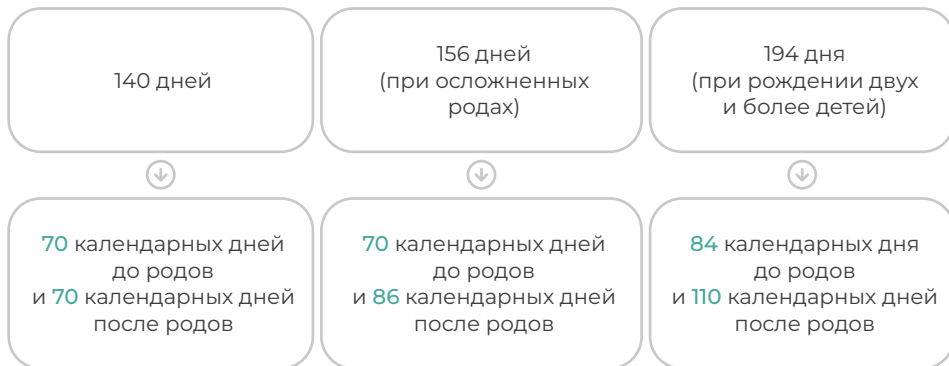 140 дней
156 дней
(при осложненных
родах)
194 дня
(при рождении двух
и более детей)
70 календарных дней
до родов
и 70 календарных дней
после родов
70 календарных дней
до родов
и 86 календарных дней
после родов
84 календарных дня
до родов
и 110 календарных дней
после родов